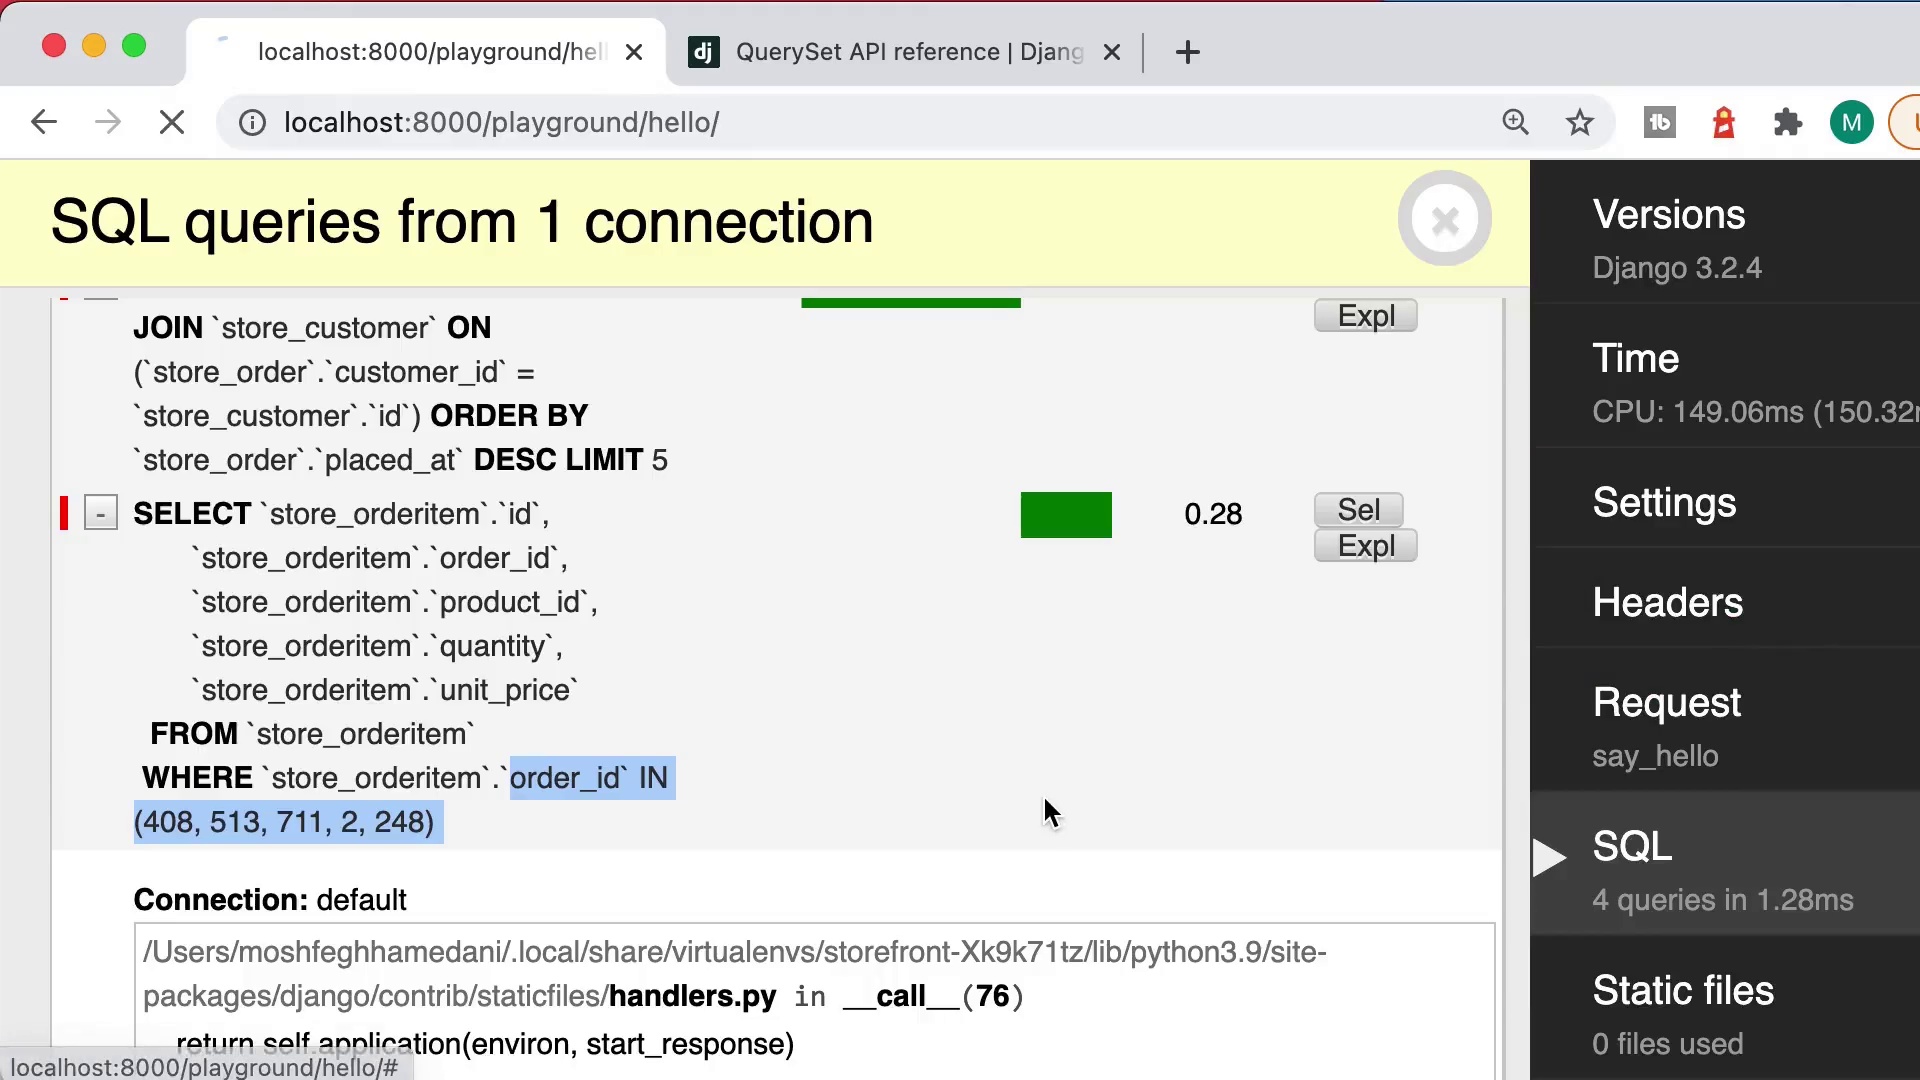 localhost:8000/playground/hel
QuerySet API reference | Djang
localhost:8000/playground/hello/
M
SQL queries from 1 connection
JOIN `store_customer` ON
(`store_order`.`customer_id` =
`store_customer`.`id`) ORDER BY
`store_order`.`placed_at` DESC LIMIT 5
Expl
- SELECT `store_orderitem`.`id`,
`store_orderitem`.`order_id`,
`store_orderitem`.`product_id`,
`store_orderitem`.`quantity`,
`store_orderitem`.`unit_price`
FROM `store_orderitem`
WHERE `store_orderitem`.`order_id` IN
(408, 513, 711, 2, 248)
0.28
Sel
Expl
Connection: default
/Users/moshfeghhamedani/.local/share/virtualenvs/storefront-Xk9k71tz/lib/python3.9/site-
packages/django/contrib/staticfiles/handlers.py in __call__(76)
return self.application(environ, start_response)
localhost:8000/playground/hello/#
Versions
Django 3.2.4
Time
CPU: 149.06ms (150.32
Settings
Headers
Request
say_hello
SQL
4 queries in 1.28ms
Static files
0 files used